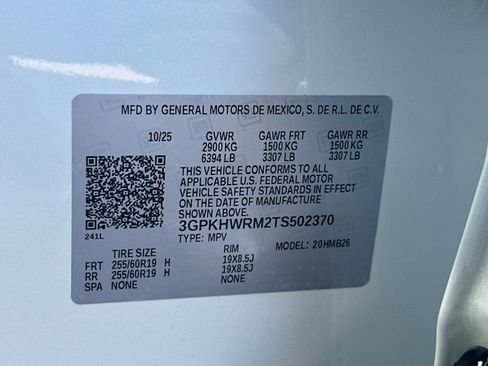 MFD BY GENERAL MOTORS DE MEXICO, S. DE R.L. DE C.V.
10/25 GVWR GAWR FRT GAWR RR
2900 KG 1500 KG 1500 KG
6394 LB 3307 LB 3307 LB
THIS VEHICLE CONFORMS TO ALL
APPLICABLE U.S. FEDERAL MOTOR
VEHICLE SAFETY STANDARDS IN EFFECT
ON THE DATE OF MANUFACTURE
SHOWN ABOVE.
3GPKHWRM2TS502370
241L
TYPE: MPV MODEL: 20HMB26
TIRE SIZE RIM
FRT 255/60R19 H 19X8.5J
RR 255/60R19 H 19X8.5J
SPA NONE NONE